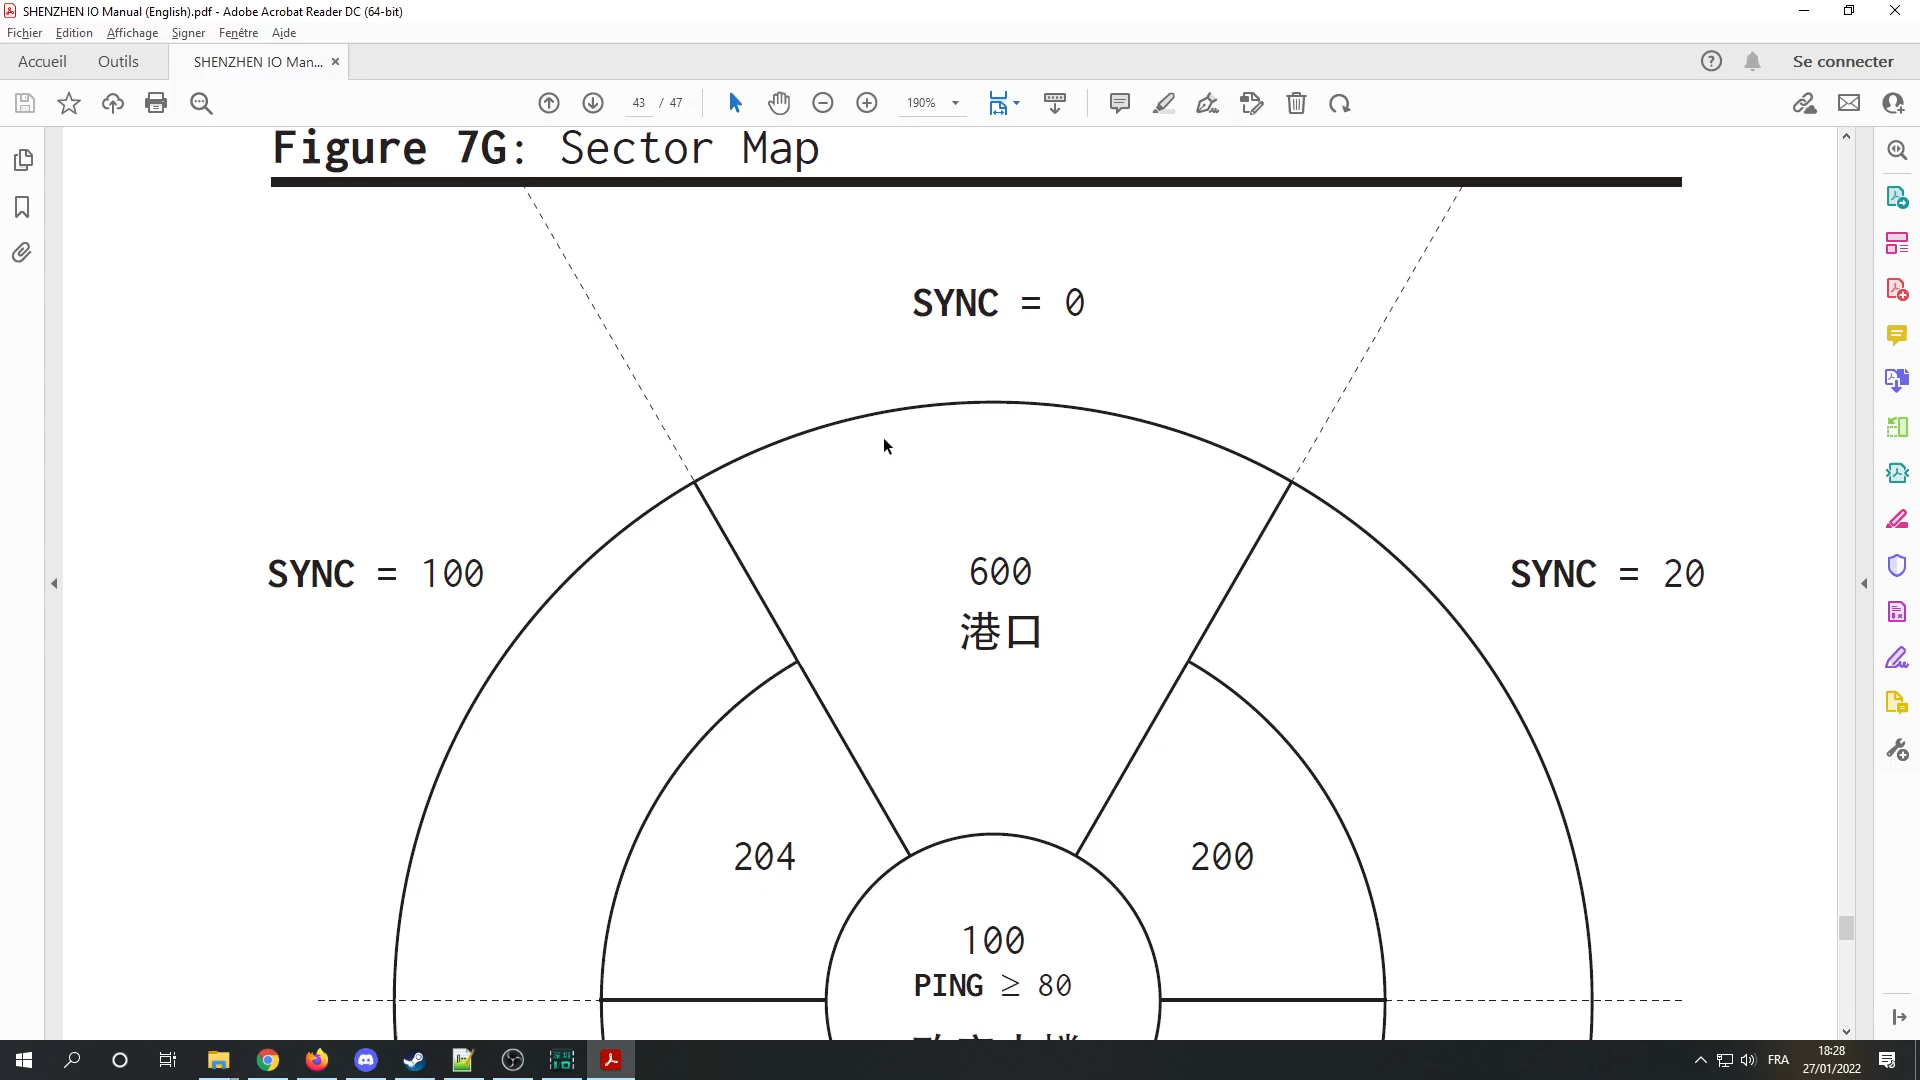 SHENZHEN IO Manual (English).pdf - Adobe Acrobat Reader DC (64-bit)
Fichier Edition Affichage Signer Fenêtre Aide
Accueil Outils SHENZHEN IO Man... × Se connecter
43 / 47 190%
Figure 7G: Sector Map
SYNC = 0
SYNC = 100
600
SYNC = 20
港口
204
200
100
PING ≥ 80
FRA
18:28
27/01/2022